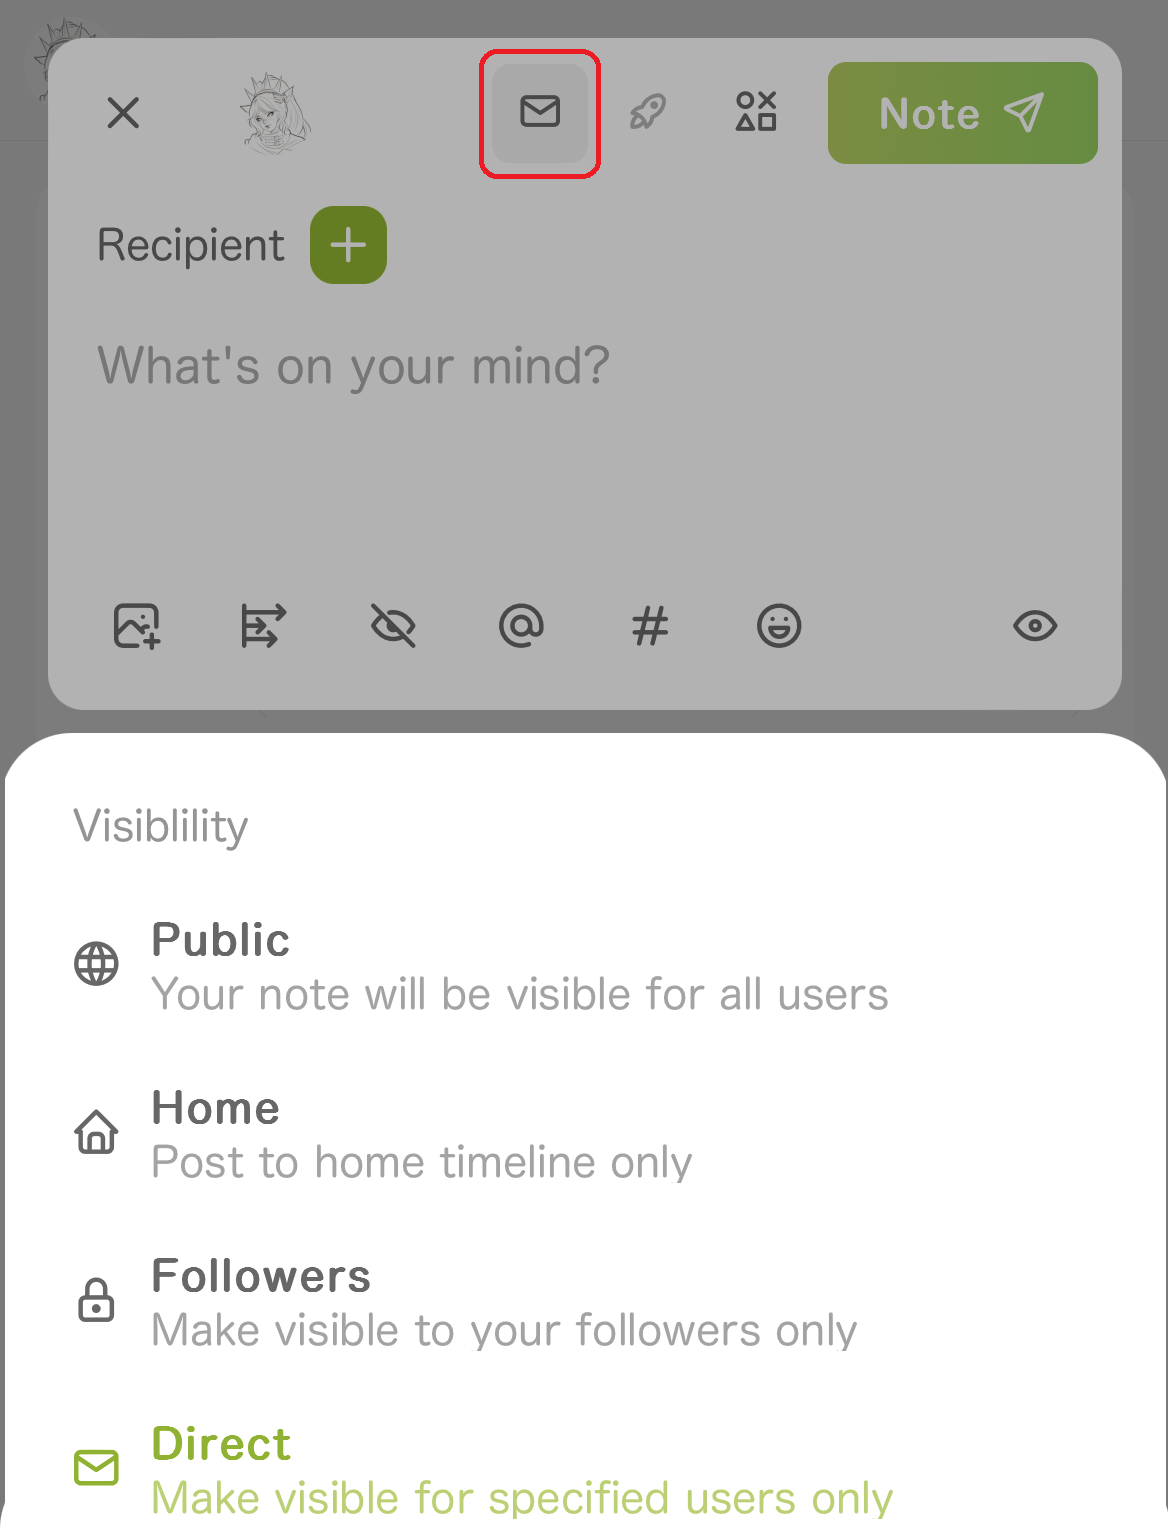 Note
Recipient
What's on your mind?
Visiblility
Public
Your note will be visible for all users
Home
Post to home timeline only
Followers
Make visible to your followers only
Direct
Make visible for specified users only